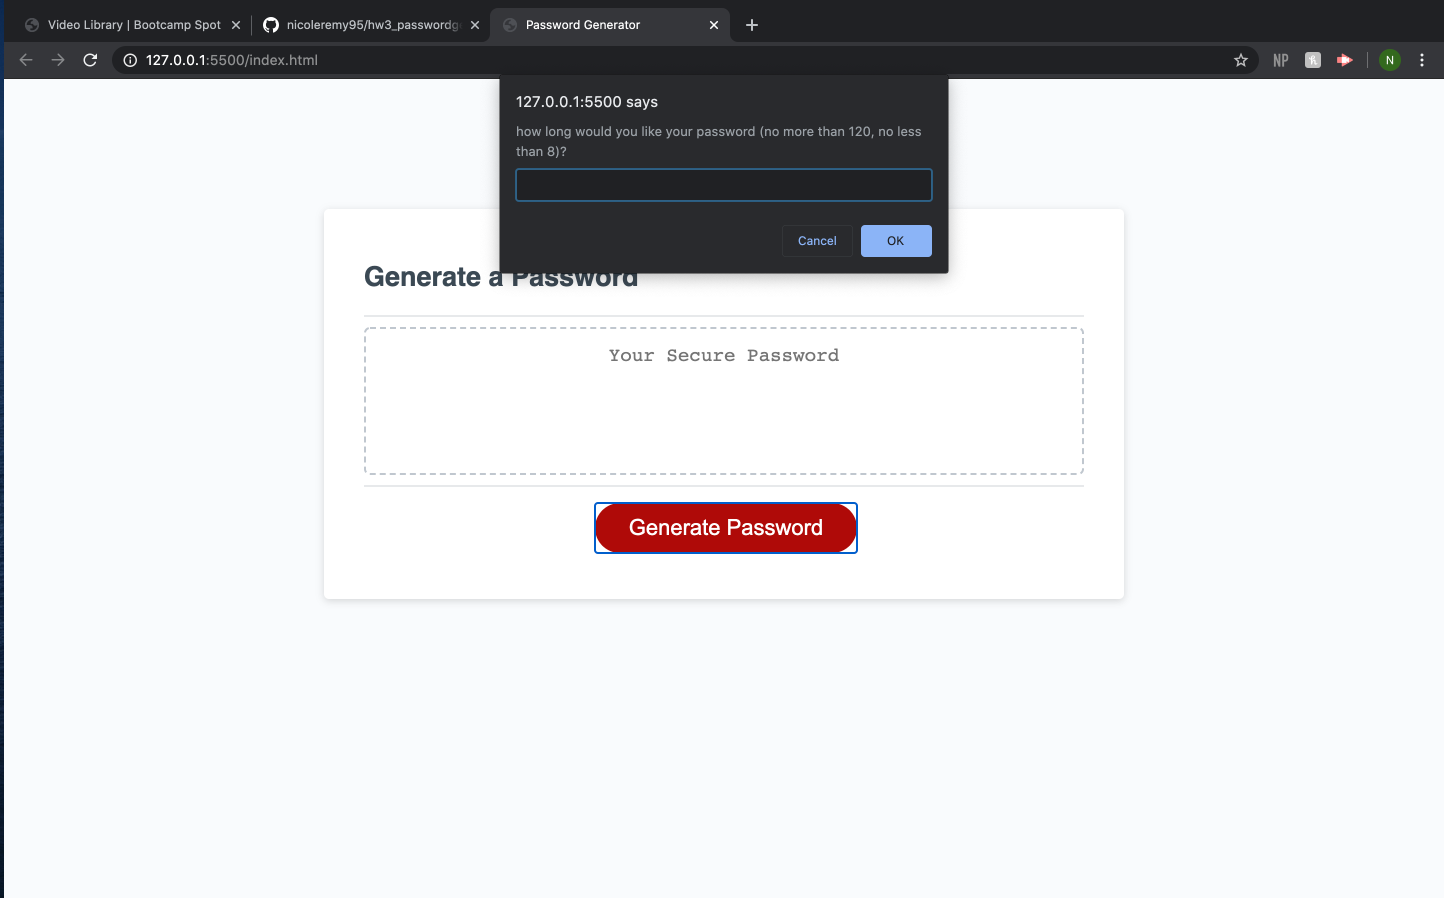 Video Library | Bootcamp Spot
nicoleremy95/hw3_passwordg
Password Generator
127.0.0.1:5500/index.html
NP
N
127.0.0.1:5500 says
how long would you like your password (no more than 120, no less
than 8)?
Cancel
OK
Generate a Password
Your Secure Password
Generate Password